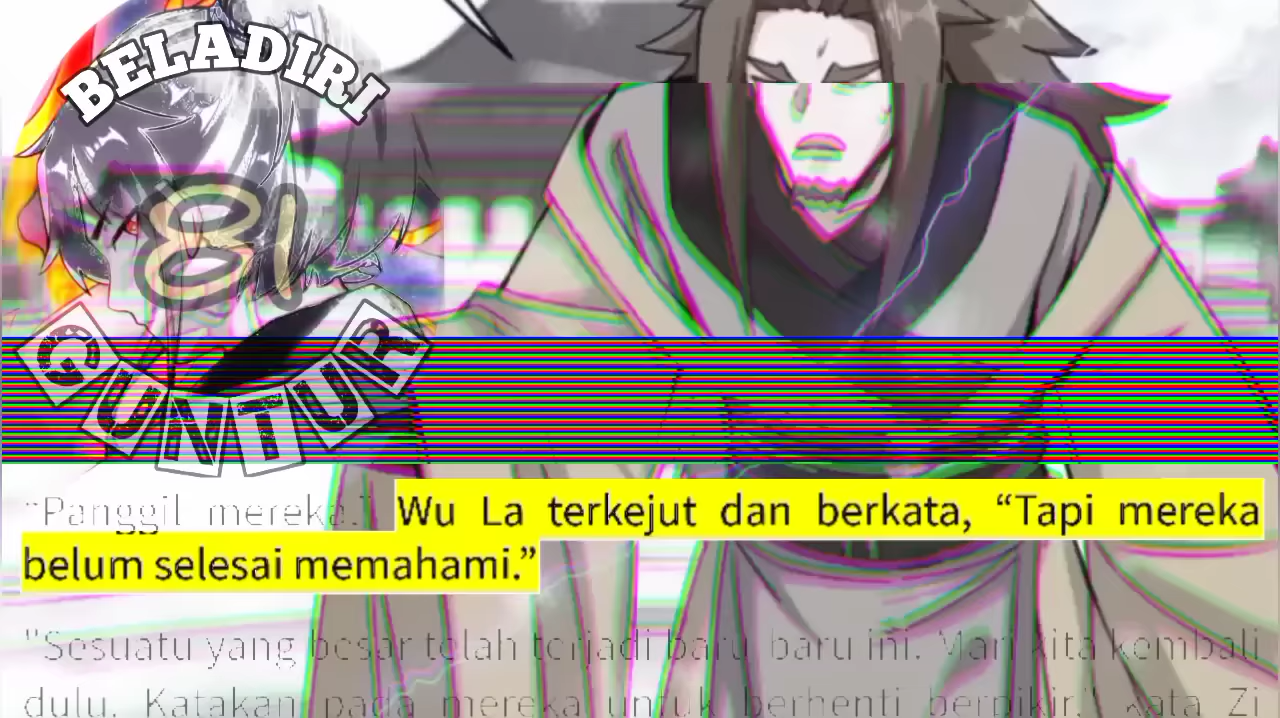 BELADIRI
81
GUNTUR
"Panggil mereka." Wu La terkejut dan berkata, “Tapi mereka
belum selesai memahami.”
"Sesuatu yang besar telah terjadi baru baru ini. Mari kita kembali
dulu. Katakan pada mereka untuk berhenti berpikir." kata Zi